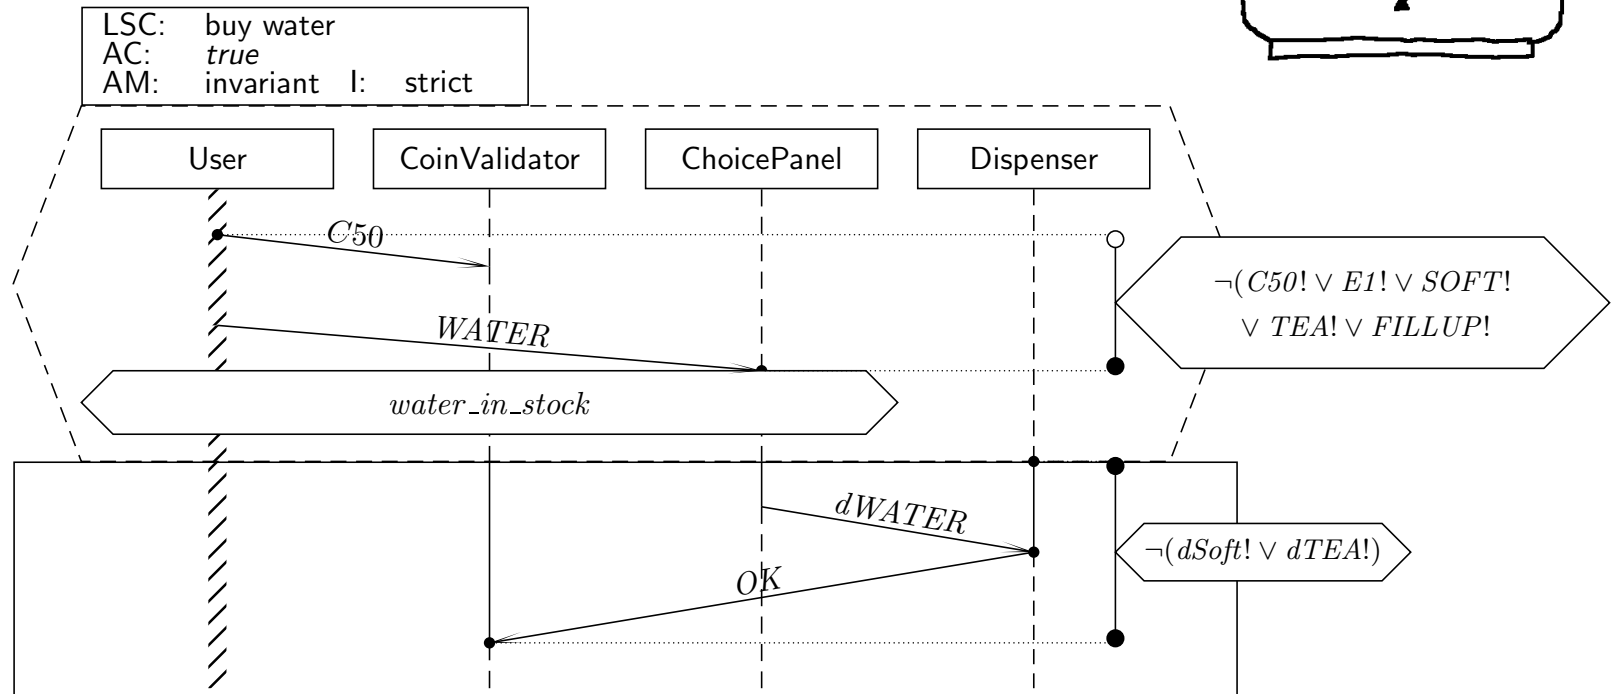 LSC: buy water
AC: true
AM: invariant I: strict
User
CoinValidator
ChoicePanel
Dispenser
C50
¬(C50! ∨ E1! ∨ SOFT!
∨ TEA! ∨ FILLUP!
WATER
water_in_stock
dWATER
¬(dSoft! ∨ dTEA!)
OK